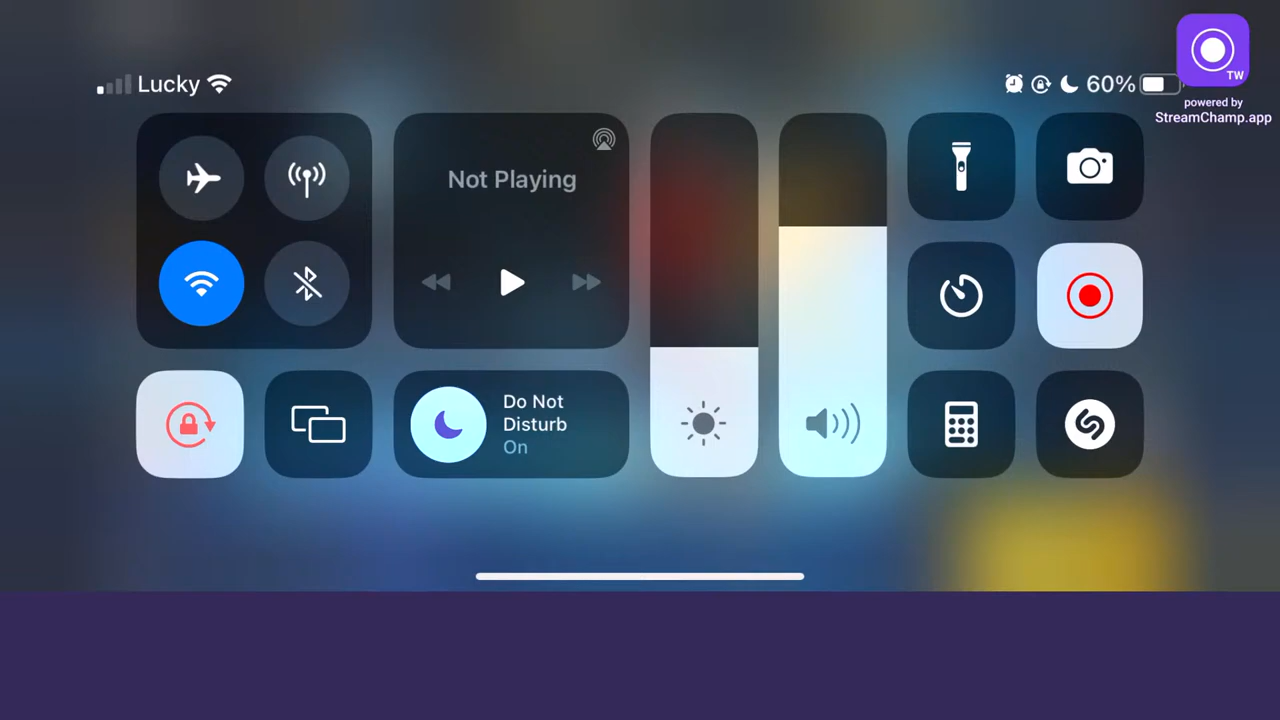 Lucky
60%
TW
powered by
StreamChamp.app
Not Playing
Do Not
Disturb
On